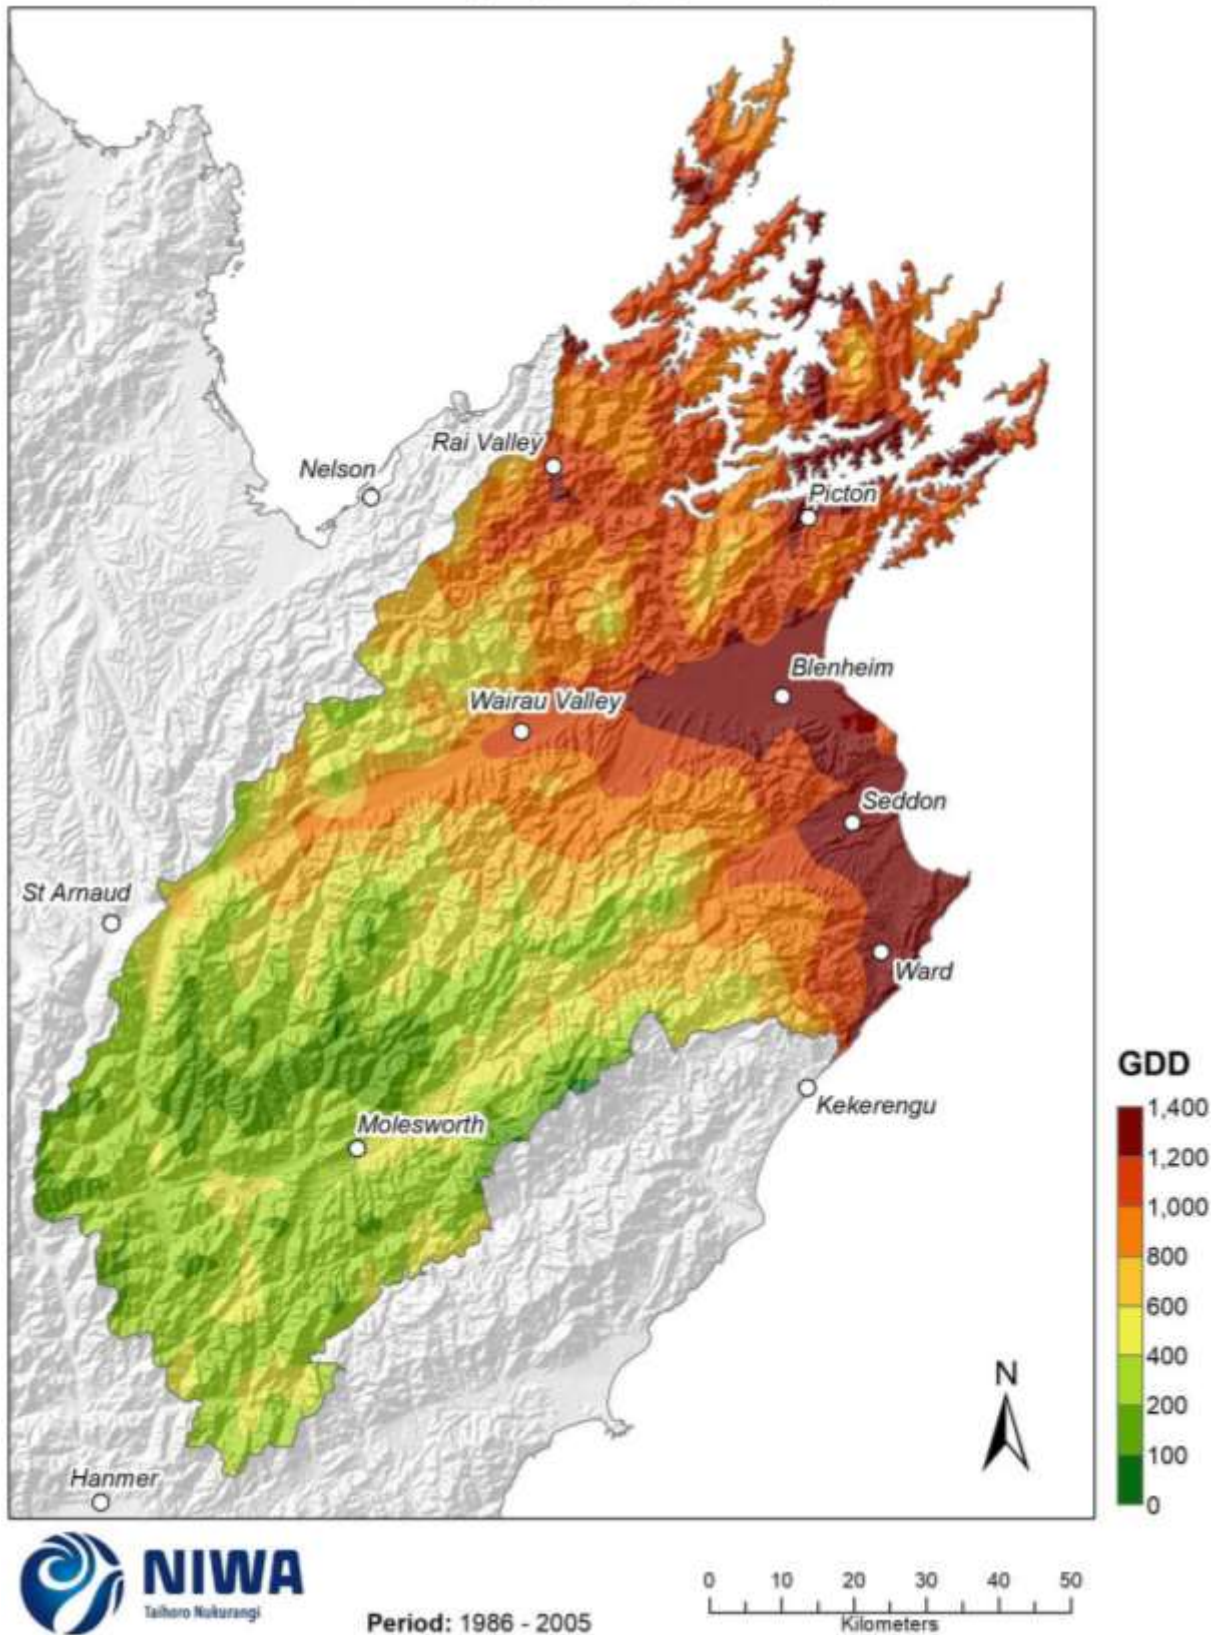 Rai Valley
Nelson
Picton
Blenheim
Wairau Valley
Seddon
St Arnaud
Ward
GDD
Kekerengu
1,400
Molesworth
1,200
1,000
800
600
N
400
200
100
Hanmer
0
NIWA
Taihoro Nukurangi
0 10 20 30 40 50
Kilometers
Period: 1986 - 2005